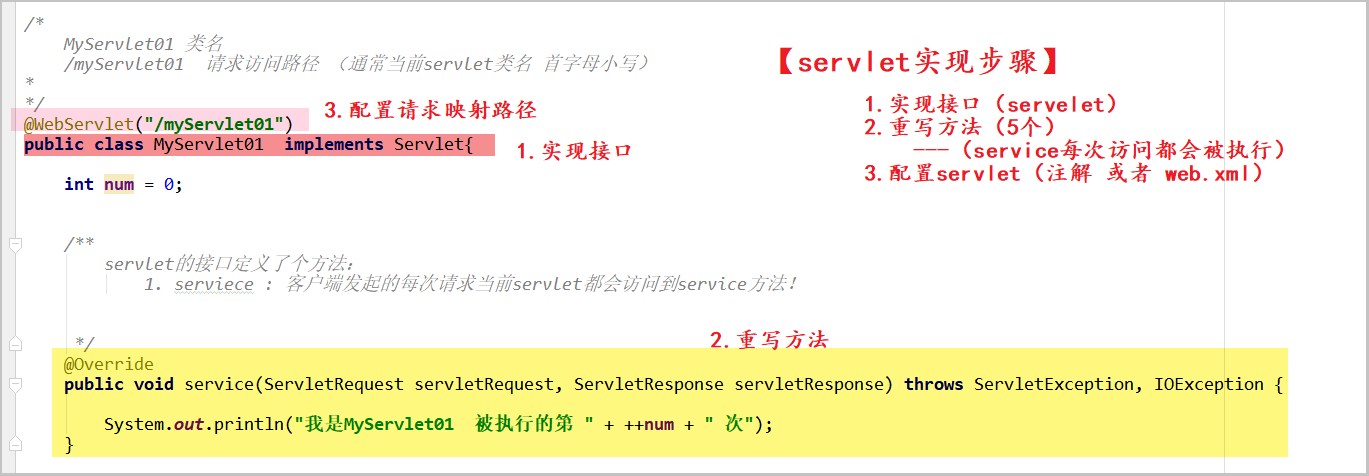 /*
MyServlet01 类名
/myServlet01 请求访问路径 （通常当前servlet类名 首字母小写）
*
*/
@WebServlet("/myServlet01")
3.配置请求映射路径
public class MyServlet01  implements Servlet{
1.实现接口
【servlet实现步骤】
1.实现接口（servelet）
2.重写方法（5个）
---（service每次访问都会被执行）
3.配置servlet（注解 或者 web.xml）
int num = 0;
/**
servlet的接口定义了个方法：
1. serviece : 客户端发起的每次请求当前servlet都会访问到service方法！
*/
2.重写方法
@Override
public void service(ServletRequest servletRequest, ServletResponse servletResponse) throws ServletException, IOException {
System.out.println("我是MyServlet01  被执行的第 " + ++num + " 次");
}